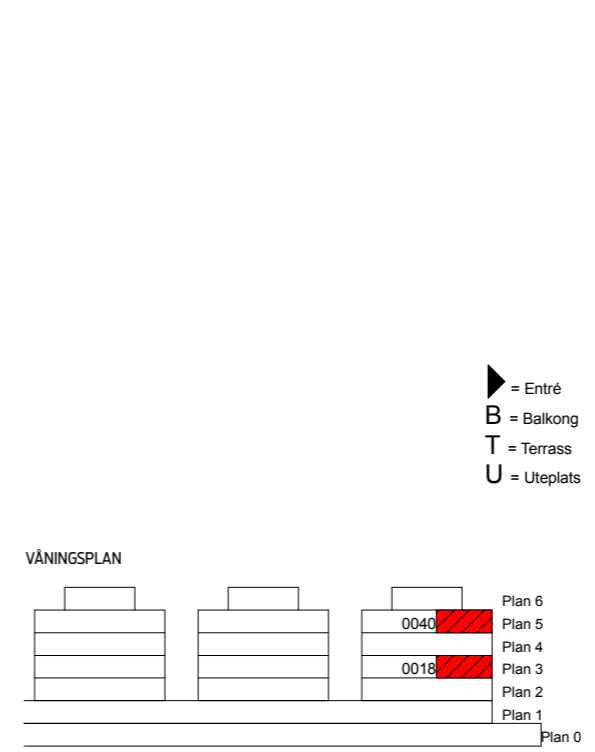 = Entré
B = Balkong
T = Terrass
U = Uteplats
VÅNINGSPLAN
Plan 6
0040 Plan 5
Plan 4
0018 Plan 3
Plan 2
Plan 1
Plan 0